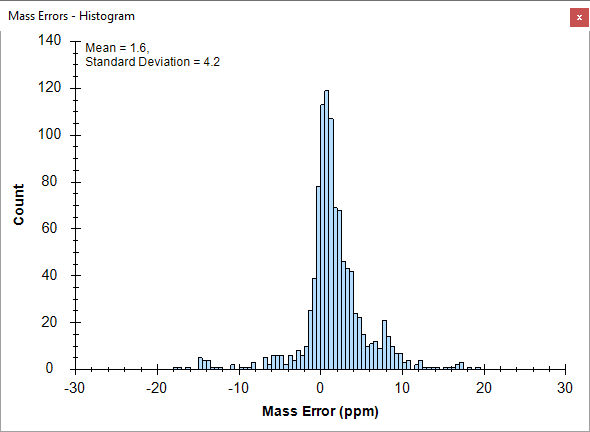 Mass Errors - Histogram
x
140
Mean = 1.6,
Standard Deviation = 4.2
120
100
80
60
40
20
0
Count
-30
-20
-10
0
10
20
30
Mass Error (ppm)